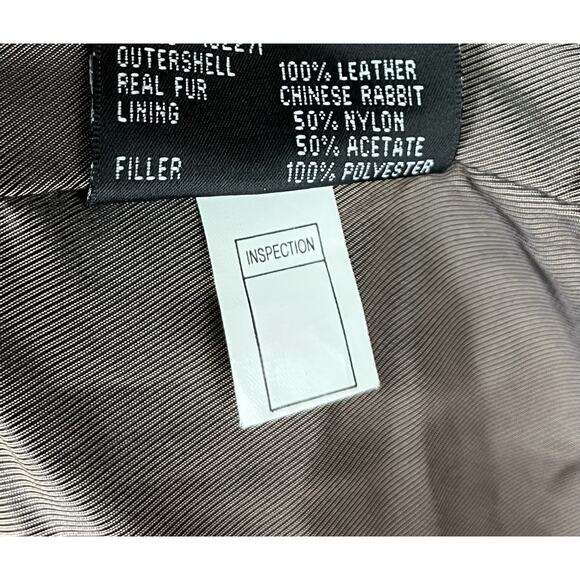 OUTERSHELL 100% LEATHER
REAL FUR CHINESE RABBIT
LINING 50% NYLON
50% ACETATE
FILLER 100% POLYESTER
INSPECTION